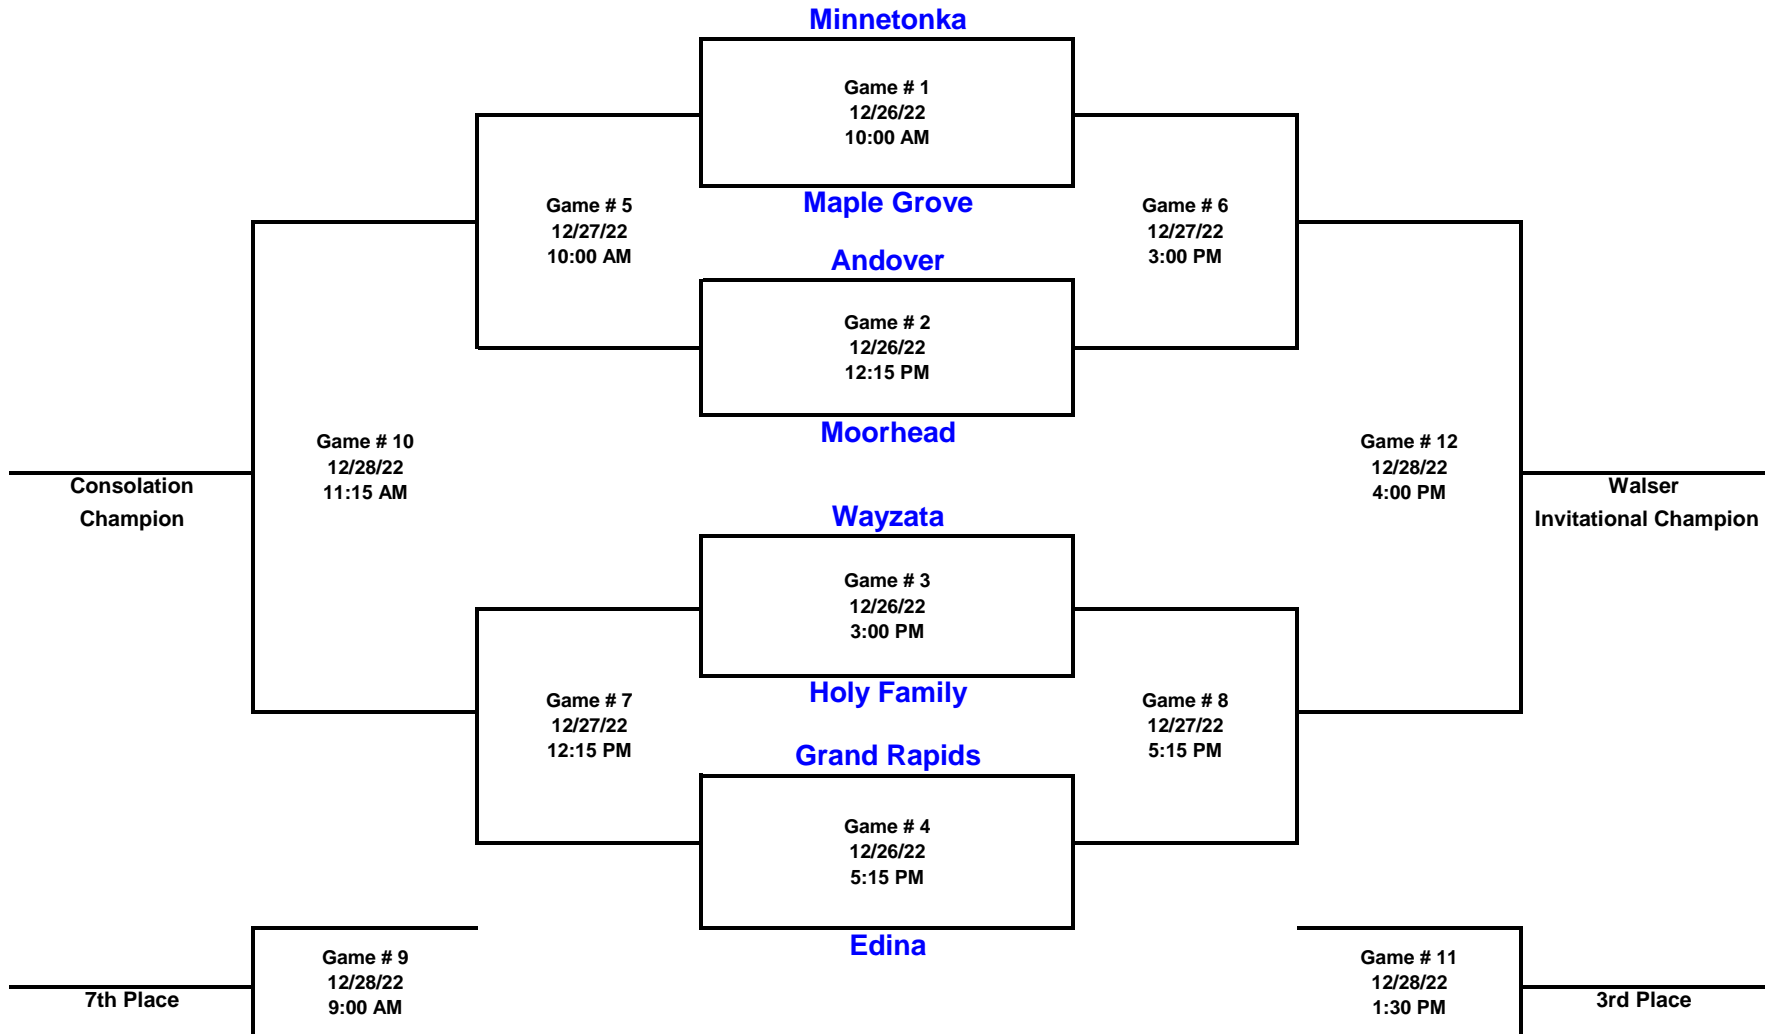 Minnetonka
Game # 1
12/26/22
10:00 AM
Maple Grove
Game # 5
12/27/22
10:00 AM
Game # 6
12/27/22
3:00 PM
Andover
Game # 2
12/26/22
12:15 PM
Moorhead
Game # 10
12/28/22
11:15 AM
Game # 12
12/28/22
4:00 PM
Consolation
Champion
Walser
Invitational Champion
Wayzata
Game # 3
12/26/22
3:00 PM
Holy Family
Game # 7
12/27/22
12:15 PM
Game # 8
12/27/22
5:15 PM
Grand Rapids
Game # 4
12/26/22
5:15 PM
Edina
Game # 9
12/28/22
9:00 AM
7th Place
Game # 11
12/28/22
1:30 PM
3rd Place